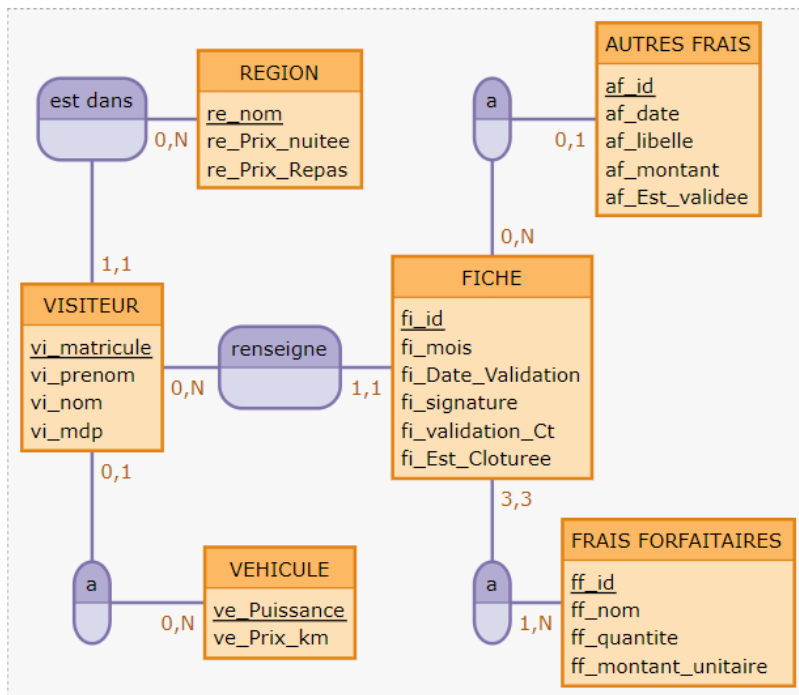 est dans
REGION
re_nom
re_Prix_nuitee
re_Prix_Repas
0,N
1,1
a
AUTRES FRAIS
af_id
af_date
af_libelle
af_montant
af_Est_validee
0,1
0,N
VISITEUR
vi_matricule
vi_prenom
vi_nom
vi_mdp
0,N
renseigne
1,1
FICHE
fi_id
fi_mois
fi_Date_Validation
fi_signature
fi_validation_Ct
fi_Est_Cloturee
0,1
3,3
a
VEHICULE
ve_Puissance
ve_Prix_km
0,N
a
FRAIS FORFAITAIRES
ff_id
ff_nom
ff_quantite
ff_montant_unitaire
1,N